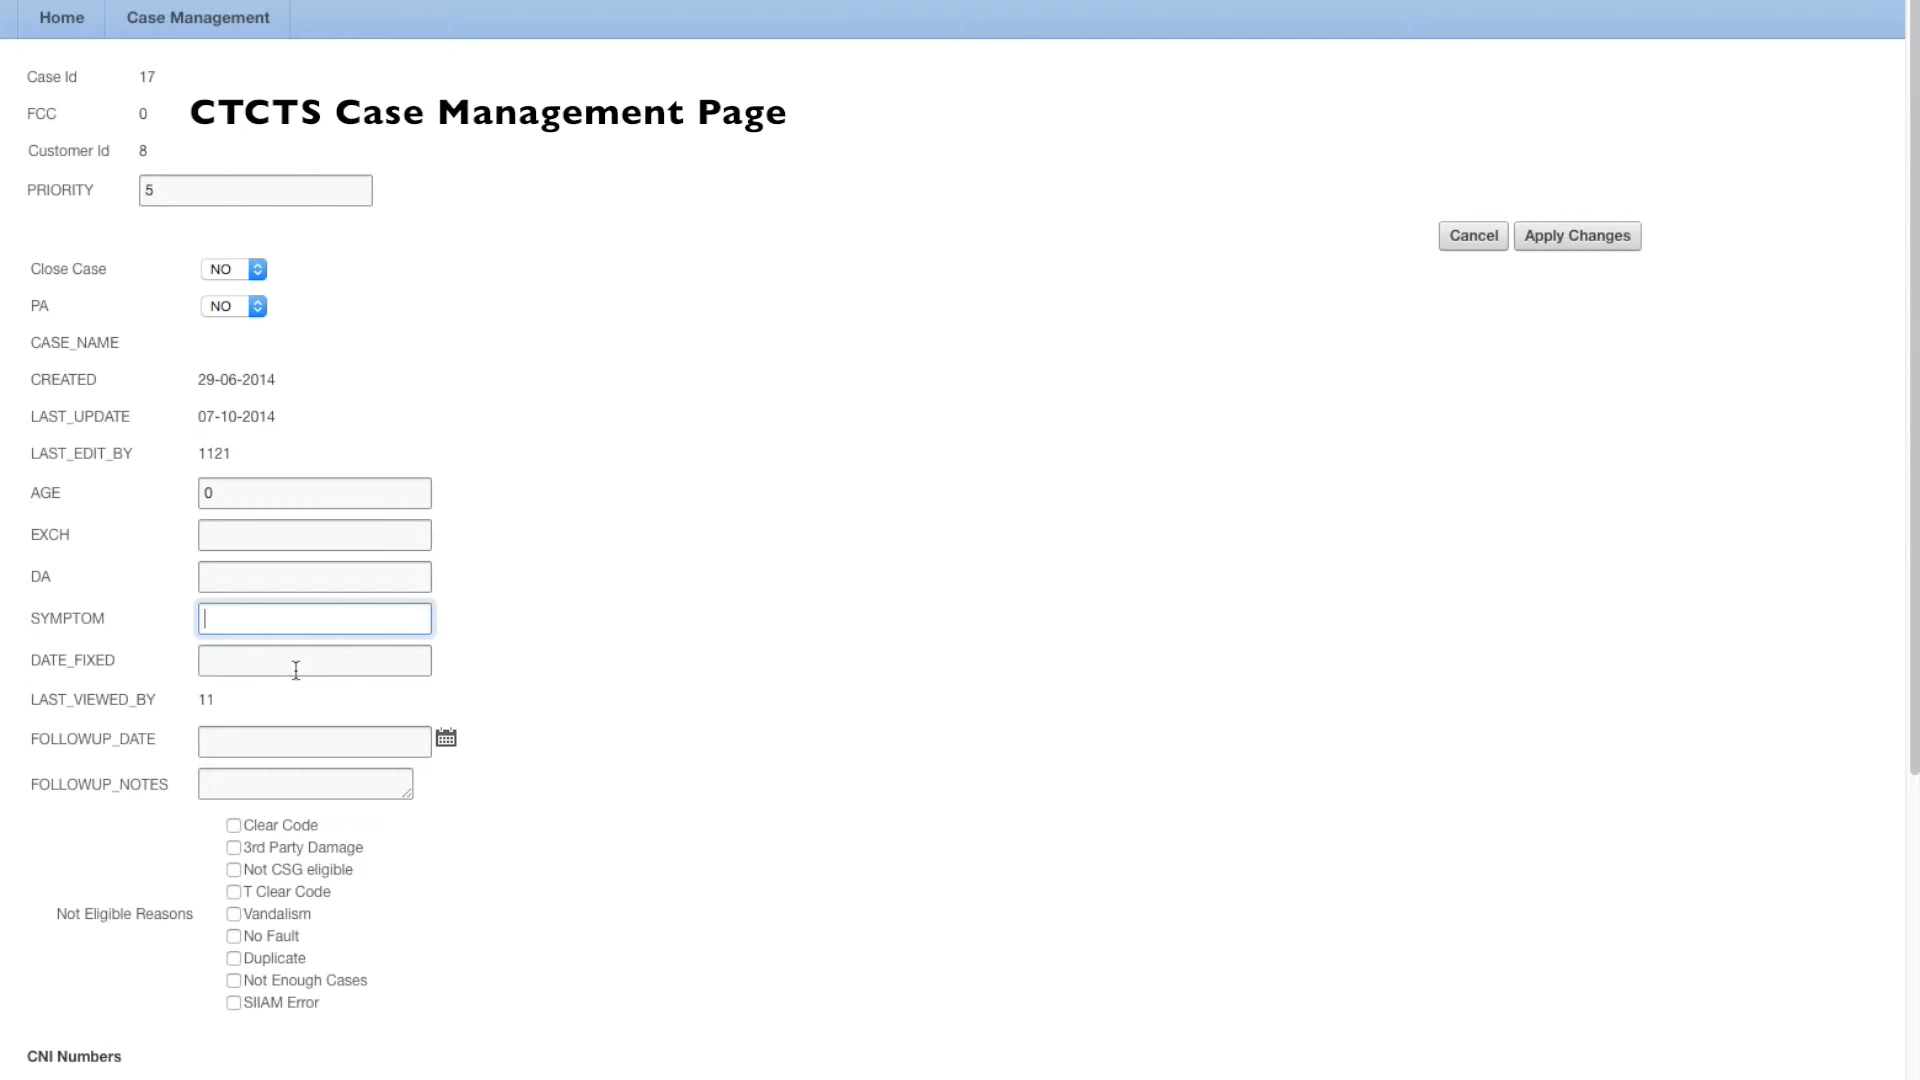 Home Case Management
Case Id 17
FCC 0
CTCTS Case Management Page
Customer Id 8
PRIORITY 5
Cancel Apply Changes
Close Case NO
PA NO
CASE_NAME
CREATED 29-06-2014
LAST_UPDATE 07-10-2014
LAST_EDIT_BY 1121
AGE 0
EXCH
DA
SYMPTOM
DATE_FIXED
LAST_VIEWED_BY 11
FOLLOWUP_DATE
FOLLOWUP_NOTES
Clear Code
3rd Party Damage
Not CSG eligible
T Clear Code
Not Eligible Reasons Vandalism
No Fault
Duplicate
Not Enough Cases
SIIAM Error
CNI Numbers